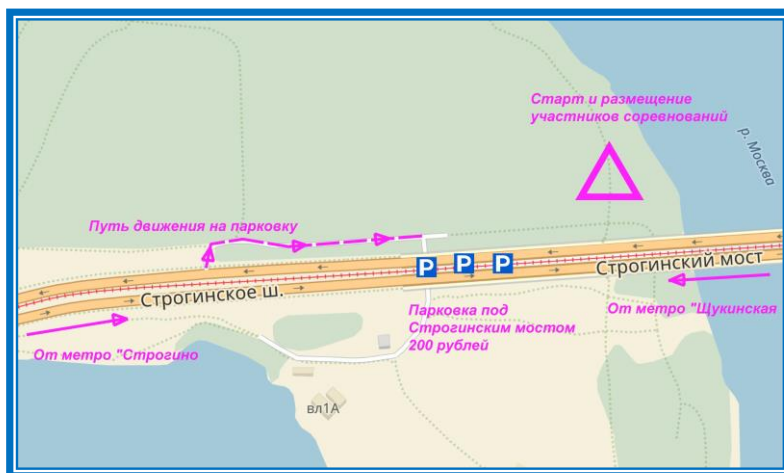 Старт и размещение
участников соревнований
р. Москва
Путь движения на парковку
P P P
Строгинский мост
Строгинское ш.
Парковка под
Строгинским мостом
200 рублей
От метро "Щукинская
От метро "Строгино
вл1А